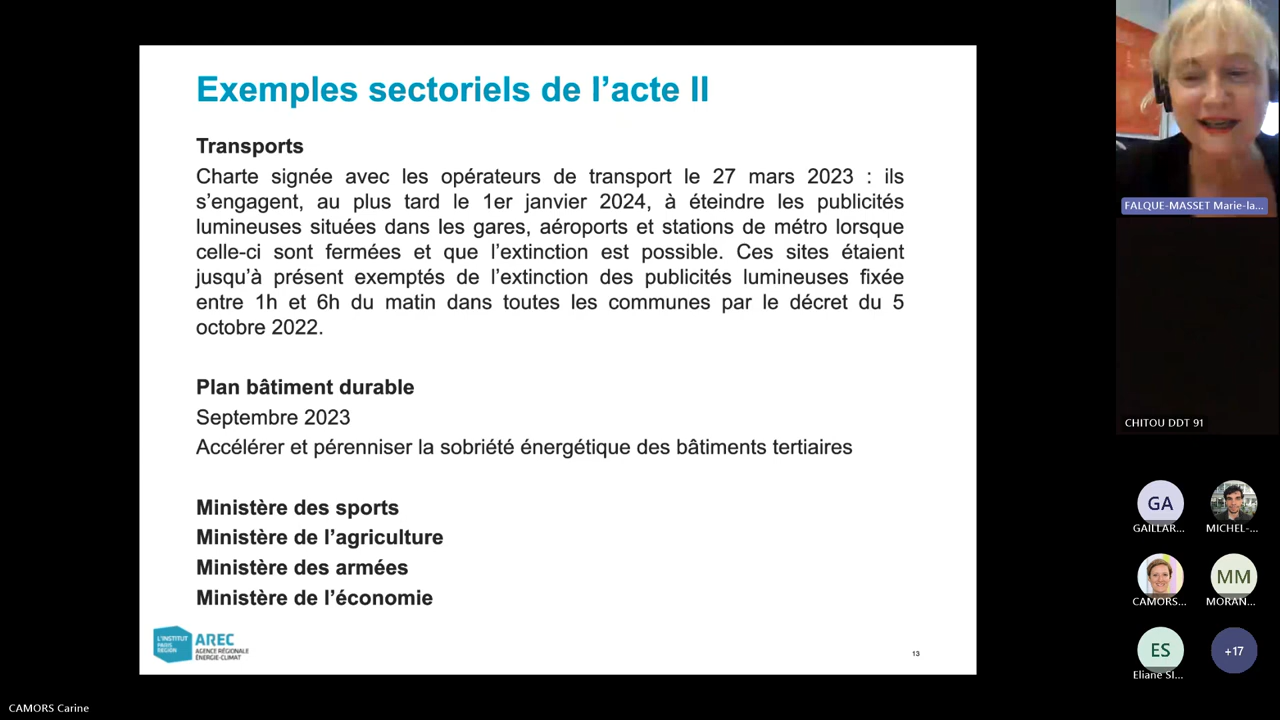 Exemples sectoriels de l’acte II
Transports
Charte signée avec les opérateurs de transport le 27 mars 2023 : ils
s’engagent, au plus tard le 1er janvier 2024, à éteindre les publicités
lumineuses situées dans les gares, aéroports et stations de métro lorsque
celle-ci sont fermées et que l’extinction est possible. Ces sites étaient
jusqu’à présent exemptés de l’extinction des publicités lumineuses fixée
entre 1h et 6h du matin dans toutes les communes par le décret du 5
octobre 2022.
Plan bâtiment durable
Septembre 2023
Accélérer et pérenniser la sobriété énergétique des bâtiments tertiaires
Ministère des sports
Ministère de l’agriculture
Ministère des armées
Ministère de l’économie
L'INSTITUT
PARIS
REGION
AREC
AGENCE RÉGIONALE
ÉNERGIE-CLIMAT
13
FALQUE-MASSET Marie-la...
CHITOU DDT 91
GA
GAILLAR...
MICHEL-...
CAMORS...
MM
MORAN...
ES
Eliane SI...
+17
CAMORS Carine